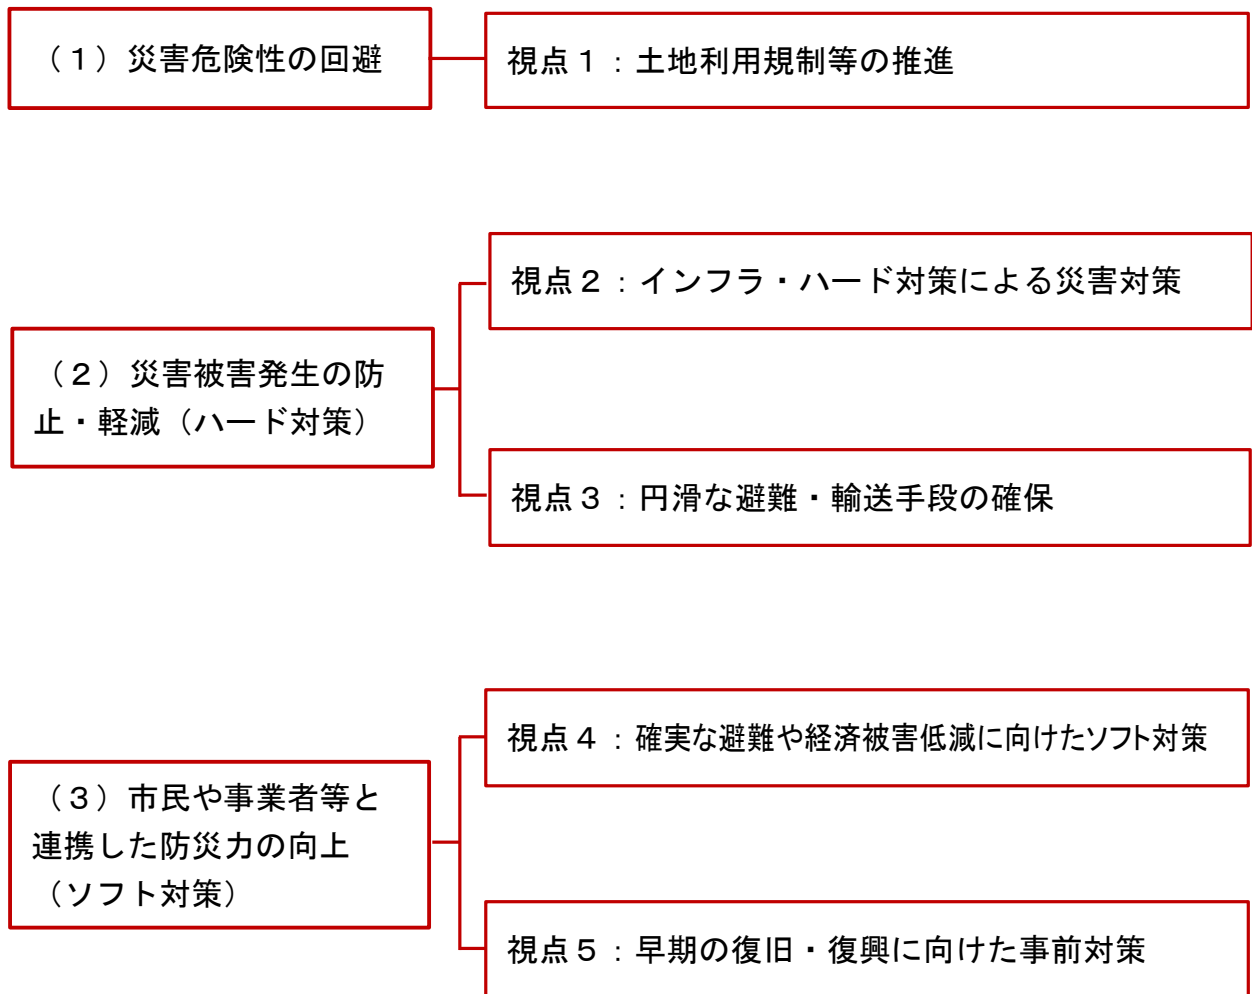 （１）災害危険性の回避
視点１：土地利用規制等の推進
視点２：インフラ・ハード対策による災害対策
（２）災害被害発生の防
止・軽減（ハード対策）
視点３：円滑な避難・輸送手段の確保
視点４：確実な避難や経済被害低減に向けたソフト対策
（３）市民や事業者等と
連携した防災力の向上
（ソフト対策）
視点５：早期の復旧・復興に向けた事前対策